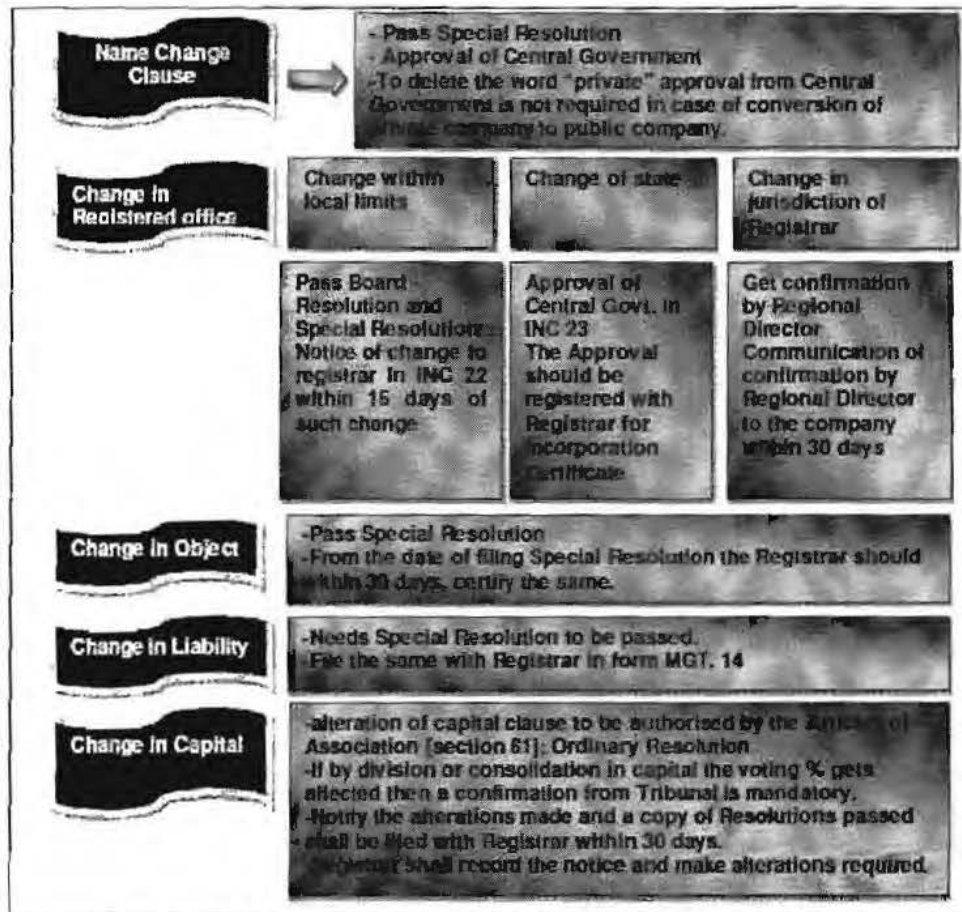 Name Change
Clause
- Pass Special Resolution
- Approval of Central Government
-To delete the word "private" approval from Central
Government is not required in case of conversion of
private company to public company.
Change in
Registered office
Change within
local limits
Change of state
Change in
jurisdiction of
Registrar
Pass Board
Resolution and
Special Resolution
Notice of change to
registrar in INC 22
within 15 days of
such change
Approval of
Central Govt. in
INC 23
The Approval
should be
registered with
Registrar for
incorporation
Certificate
Get confirmation
by Regional
Director
Communication of
confirmation by
Regional Director
to the company
within 30 days
Change in Object
-Pass Special Resolution
-From the date of filing Special Resolution the Registrar should
within 30 days, certify the same.
Change in Liability
-Needs Special Resolution to be passed.
-File the same with Registrar in form MGT. 14
Change in Capital
-alteration of capital clause to be authorised by the Articles of
Association [section 61]; Ordinary Resolution
-If by division or consolidation in capital the voting % gets
affected then a confirmation from Tribunal is mandatory.
-Notify the alterations made and a copy of Resolutions passed
shall be filed with Registrar within 30 days.
-Registrar shall record the notice and make alterations required.